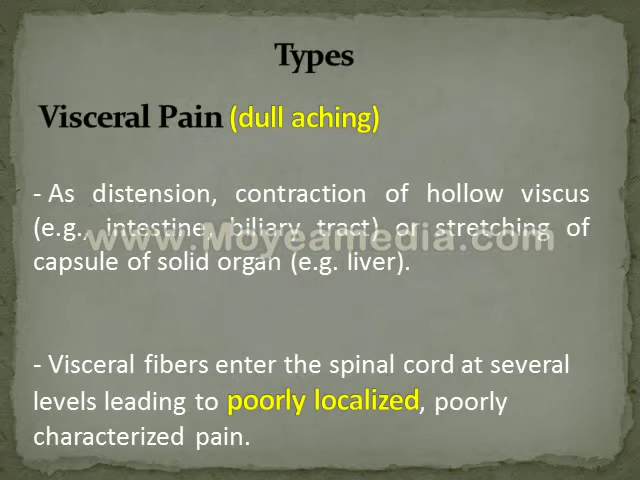 Types
Visceral Pain (dull aching)
- As distension, contraction of hollow viscus
(e.g., intestine, biliary tract) or stretching of
www.Moyeamedia.com
capsule of solid organ (e.g. liver).
- Visceral fibers enter the spinal cord at several
levels leading to poorly localized, poorly
characterized pain.